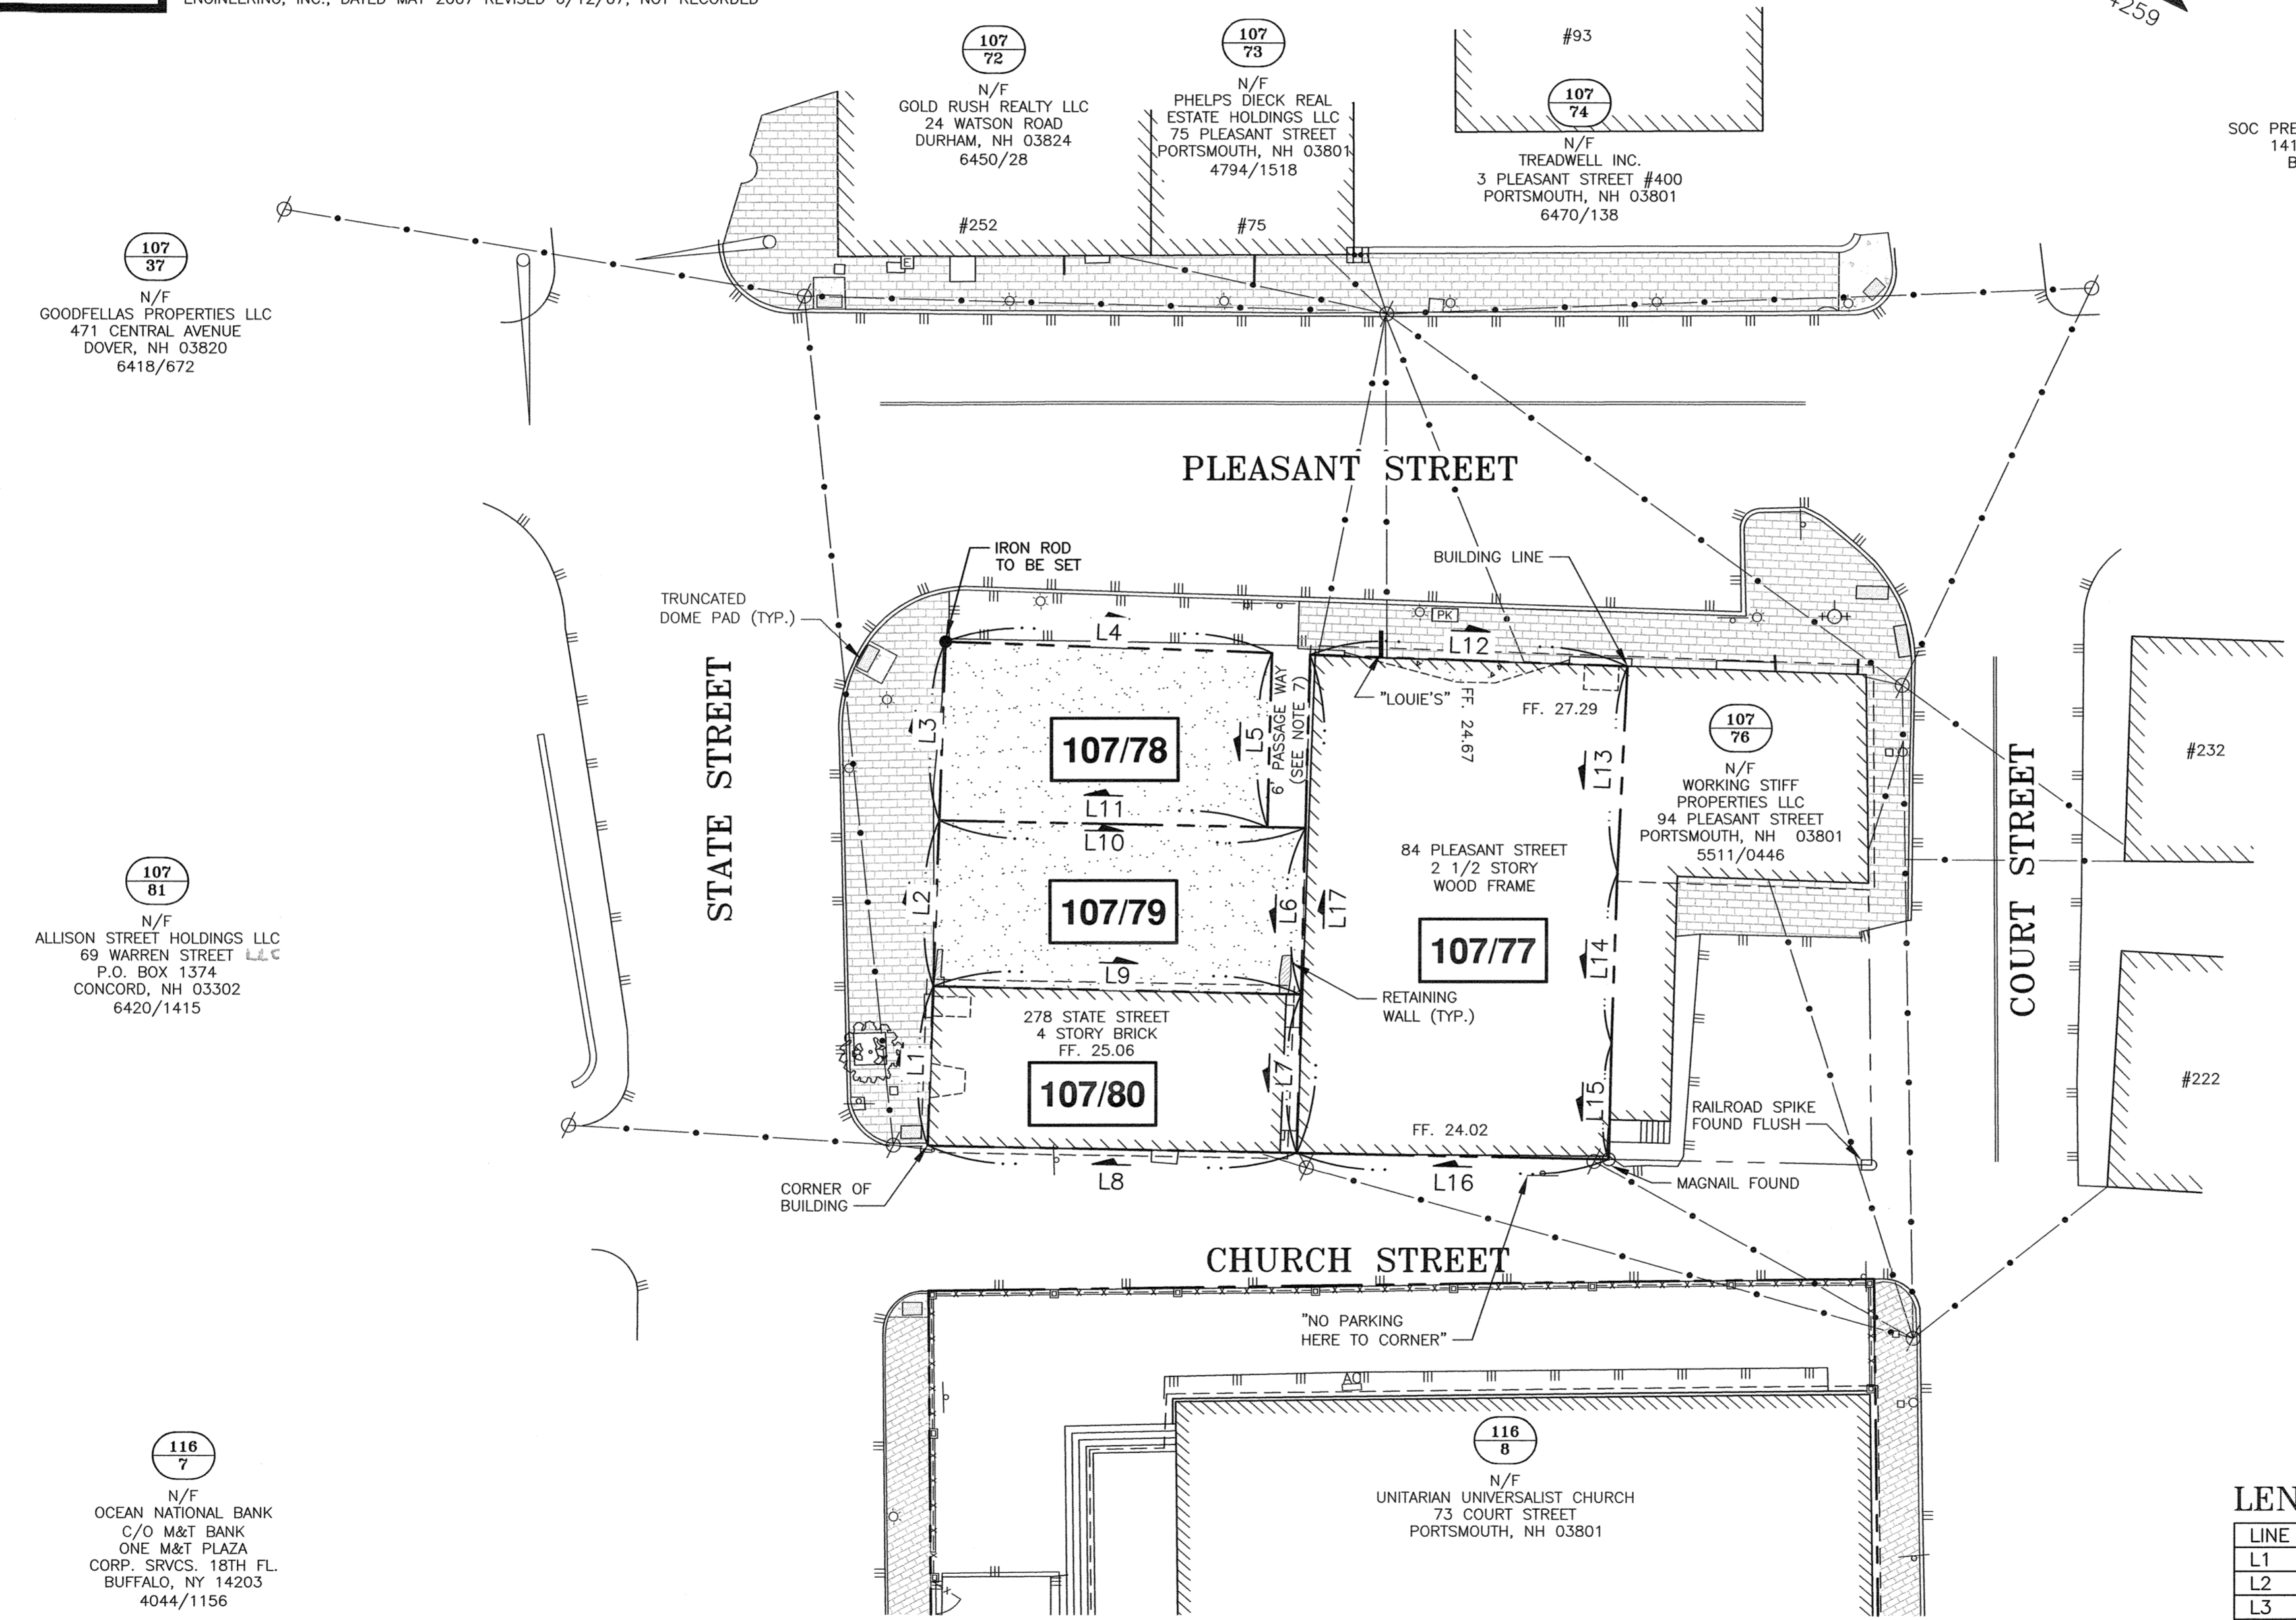 ENGINEERING, INC., DATED MAY 2007 REVISED 6/12/07, NOT RECORDED
4259
107
72
N/F
GOLD RUSH REALTY LLC
24 WATSON ROAD
DURHAM, NH 03824
6450/28
#252
107
73
N/F
PHELPS DIECK REAL
ESTATE HOLDINGS LLC
75 PLEASANT STREET
PORTSMOUTH, NH 03801
4794/1518
#75
#93
107
74
N/F
TREADWELL INC.
3 PLEASANT STREET #400
PORTSMOUTH, NH 03801
6470/138
SOC PRE
141
B
107
37
N/F
GOODFELLAS PROPERTIES LLC
471 CENTRAL AVENUE
DOVER, NH 03820
6418/672
E
PLEASANT STREET
IRON ROD
TO BE SET
BUILDING LINE
TRUNCATED
DOME PAD (TYP.)
L4
PK
L12
STATE STREET
L3
107/78
L5
6' PASSAGE WAY
(SEE NOTE 7)
"LOUIE'S"
FF. 24.67
FF. 27.29
L13
107
76
N/F
WORKING STIFF
PROPERTIES LLC
94 PLEASANT STREET
PORTSMOUTH, NH 03801
5511/0446
#232
COURT STREET
L11
L10
84 PLEASANT STREET
2 1/2 STORY
WOOD FRAME
107
81
N/F
ALLISON STREET HOLDINGS LLC
69 WARREN STREET LLC
P.O. BOX 1374
CONCORD, NH 03302
6420/1415
L2
107/79
L6
L17
107/77
L14
L9
RETAINING
WALL (TYP.)
278 STATE STREET
4 STORY BRICK
FF. 25.06
L1
107/80
L7
L15
FF. 24.02
RAILROAD SPIKE
FOUND FLUSH
#222
CORNER OF
BUILDING
L8
L16
MAGNAIL FOUND
CHURCH STREET
"NO PARKING
HERE TO CORNER"
AC
116
8
N/F
UNITARIAN UNIVERSALIST CHURCH
73 COURT STREET
PORTSMOUTH, NH 03801
116
7
N/F
OCEAN NATIONAL BANK
C/O M&T BANK
ONE M&T PLAZA
CORP. SRVCS. 18TH FL.
BUFFALO, NY 14203
4044/1156
LEN
LINE
L1
L2
L3